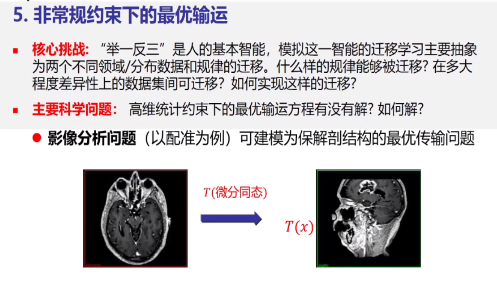 5. 非常规约束下的最优输运
核心挑战: “举一反三”是人的基本智能，模拟这一智能的迁移学习主要抽象
为两个不同领域/分布数据和规律的迁移。什么样的规律能够被迁移? 在多大
程度差异性上的数据集间可迁移? 如何实现这样的迁移?
主要科学问题: 高维统计约束下的最优输运方程有没有解? 如何解?
影像分析问题（以配准为例）可建模为保解剖结构的最优传输问题
T(微分同态)
T(x)